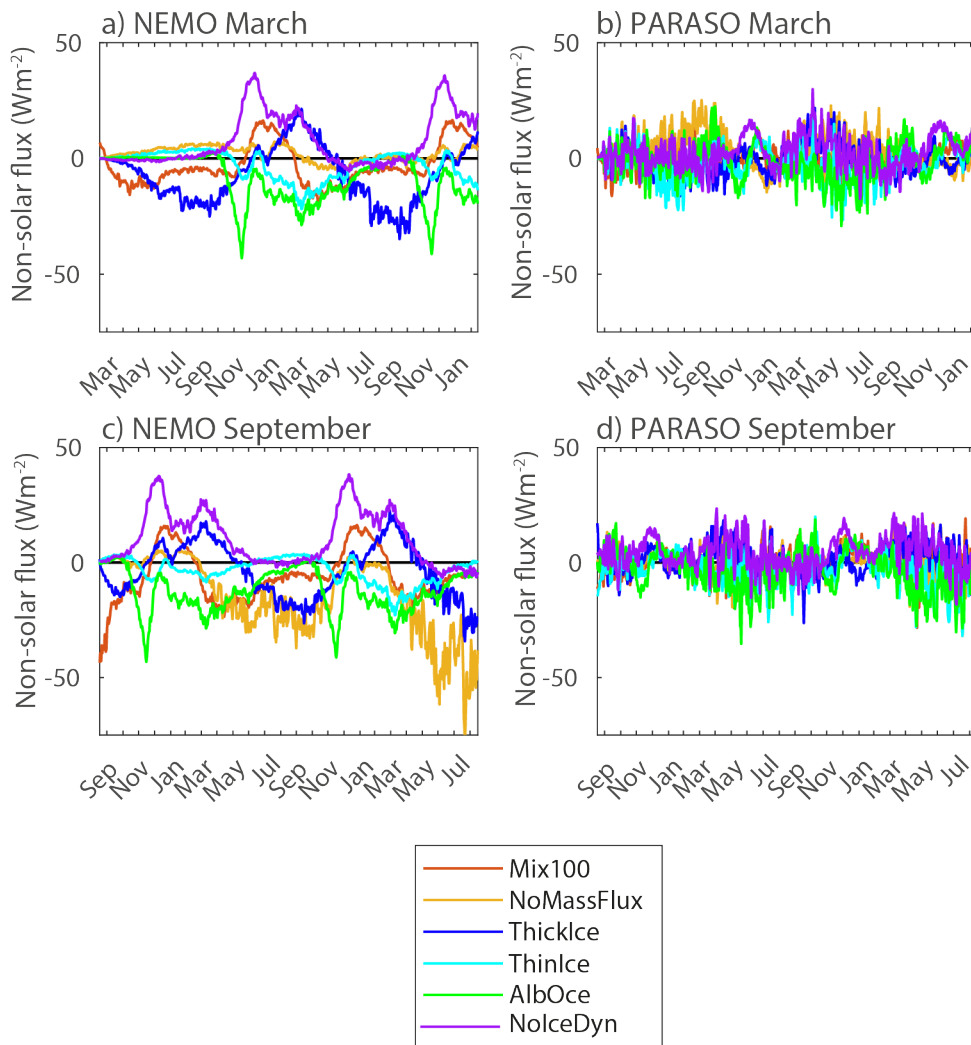 a) NEMO March
b) PARASO March
Non-solar flux (Wm⁻²)
50
0
-50
Mar May Jul Sep Nov Jan Mar May Jul Sep Nov Jan
Non-solar flux (Wm⁻²)
50
0
-50
Mar May Jul Sep Nov Jan Mar May Jul Sep Nov Jan
c) NEMO September
d) PARASO September
Non-solar flux (Wm⁻²)
50
0
-50
Sep Nov Jan Mar May Jul Sep Nov Jan Mar May Jul
Non-solar flux (Wm⁻²)
50
0
-50
Sep Nov Jan Mar May Jul Sep Nov Jan Mar May Jul
Mix100
NoMassFlux
ThickIce
ThinIce
AlbOce
NoIceDyn